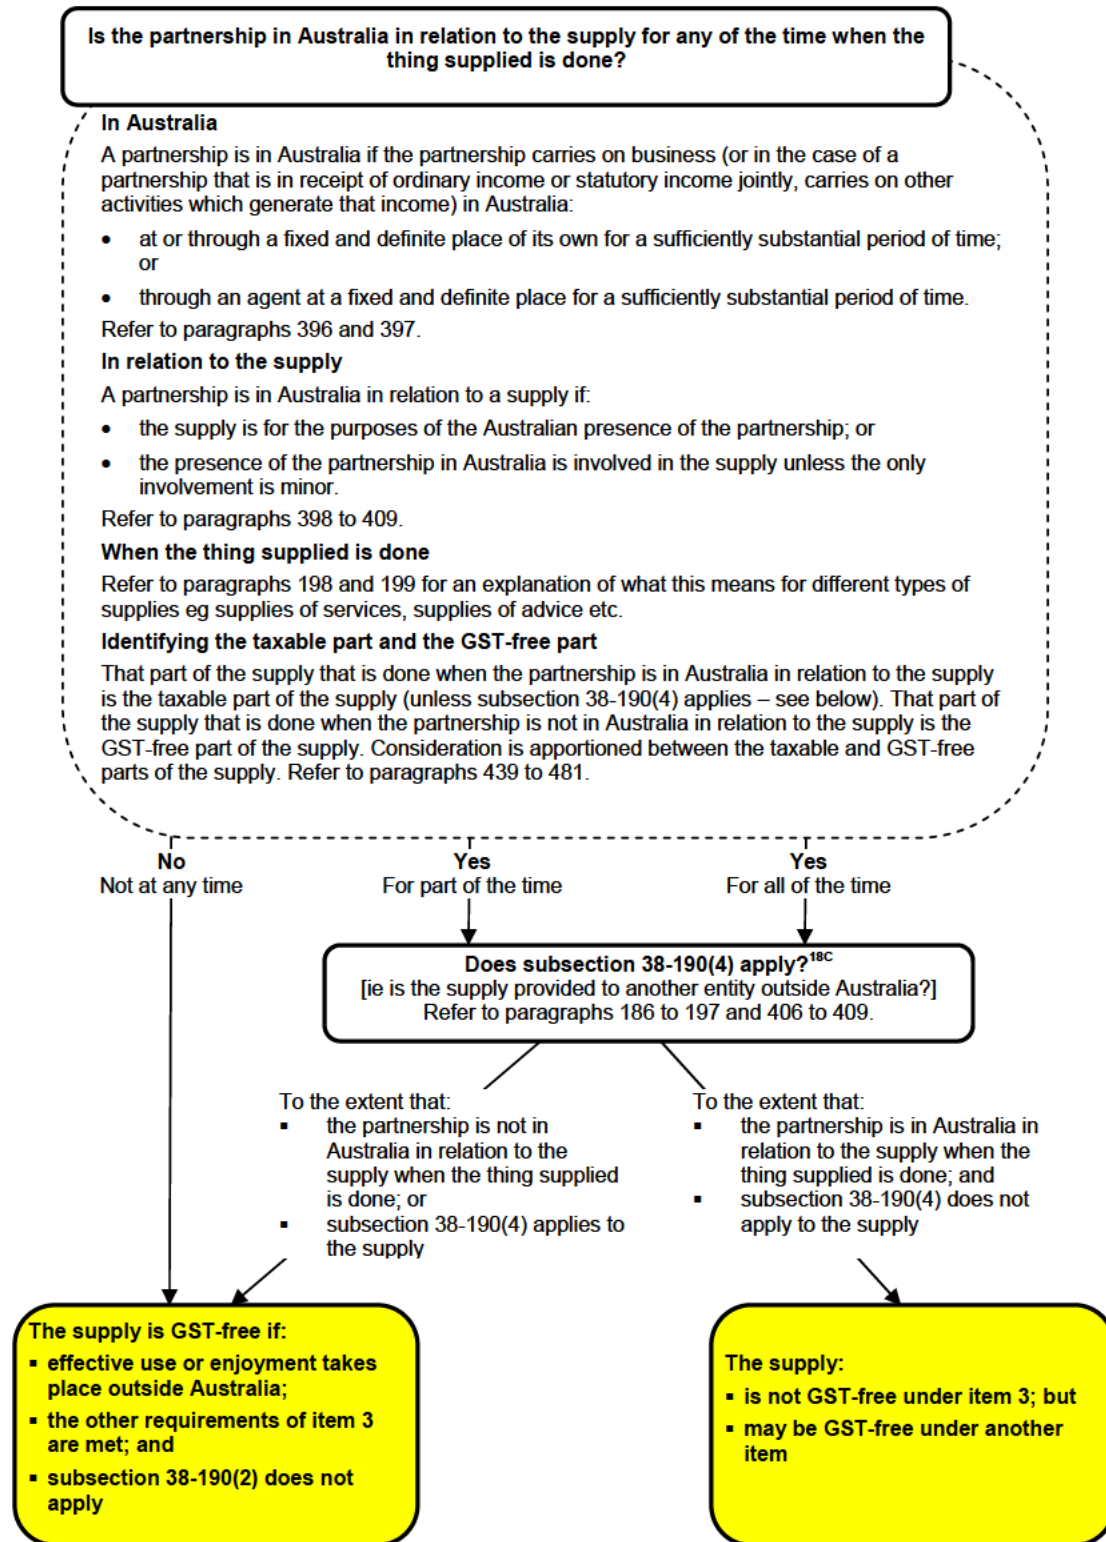 Is the partnership in Australia in relation to the supply for any of the time when the
thing supplied is done?
In Australia
A partnership is in Australia if the partnership carries on business (or in the case of a
partnership that is in receipt of ordinary income or statutory income jointly, carries on other
activities which generate that income) in Australia:
• at or through a fixed and definite place of its own for a sufficiently substantial period of time;
or
• through an agent at a fixed and definite place for a sufficiently substantial period of time.
Refer to paragraphs 396 and 397.
In relation to the supply
A partnership is in Australia in relation to a supply if:
• the supply is for the purposes of the Australian presence of the partnership; or
• the presence of the partnership in Australia is involved in the supply unless the only
involvement is minor.
Refer to paragraphs 398 to 409.
When the thing supplied is done
Refer to paragraphs 198 and 199 for an explanation of what this means for different types of
supplies eg supplies of services, supplies of advice etc.
Identifying the taxable part and the GST-free part
That part of the supply that is done when the partnership is in Australia in relation to the supply
is the taxable part of the supply (unless subsection 38-190(4) applies – see below). That part of
the supply that is done when the partnership is not in Australia in relation to the supply is the
GST-free part of the supply. Consideration is apportioned between the taxable and GST-free
parts of the supply. Refer to paragraphs 439 to 481.
No
Not at any time
Yes
For part of the time
Yes
For all of the time
Does subsection 38-190(4) apply?18C
[ie is the supply provided to another entity outside Australia?]
Refer to paragraphs 186 to 197 and 406 to 409.
To the extent that:
▪ the partnership is not in
Australia in relation to the
supply when the thing supplied
is done; or
▪ subsection 38-190(4) applies to
the supply
To the extent that:
▪ the partnership is in Australia in
relation to the supply when the
thing supplied is done; and
▪ subsection 38-190(4) does not
apply to the supply
The supply is GST-free if:
▪ effective use or enjoyment takes
place outside Australia;
▪ the other requirements of item 3
are met; and
▪ subsection 38-190(2) does not
apply
The supply:
▪ is not GST-free under item 3; but
▪ may be GST-free under another
item